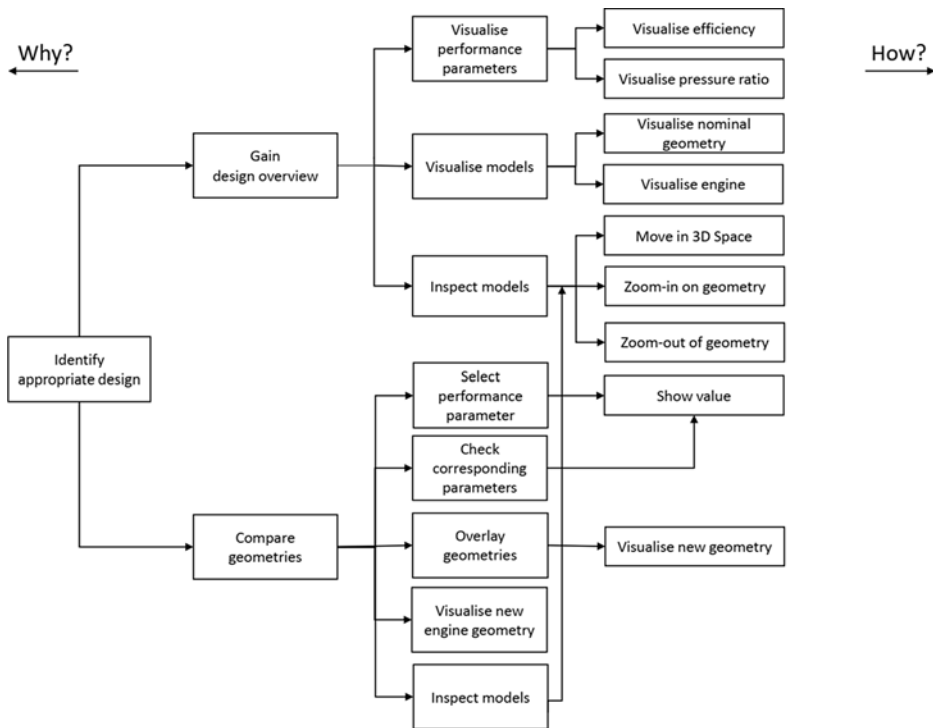 Why?
How?
Identify
appropriate design
Gain
design overview
Compare
geometries
Visualise
performance
parameters
Visualise models
Inspect models
Select
performance
parameter
Check
corresponding
parameters
Overlay
geometries
Visualise new
engine geometry
Inspect models
Visualise efficiency
Visualise pressure ratio
Visualise nominal
geometry
Visualise engine
Move in 3D Space
Zoom-in on geometry
Zoom-out of geometry
Show value
Visualise new geometry